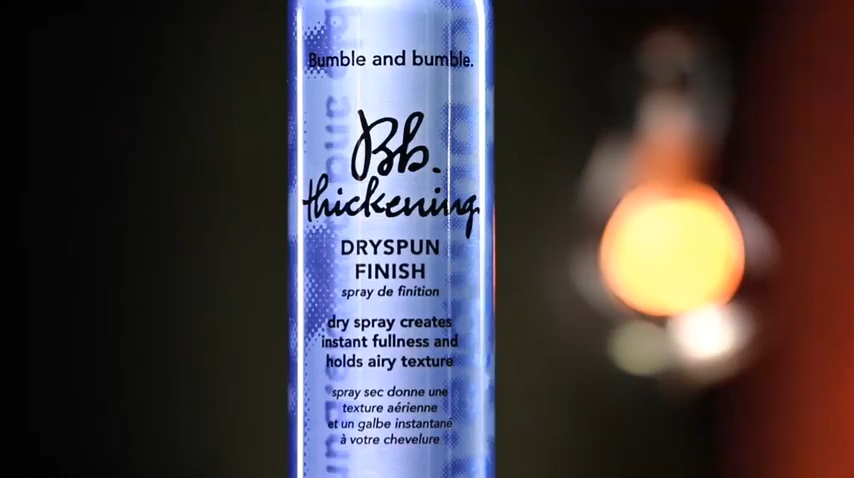 Bumble and bumble.
Bb.
thickening
DRYSPUN
FINISH
spray de finition
dry spray creates
instant fullness and
holds airy texture
spray sec donne une
texture aérienne
et un galbe instantané
à votre chevelure